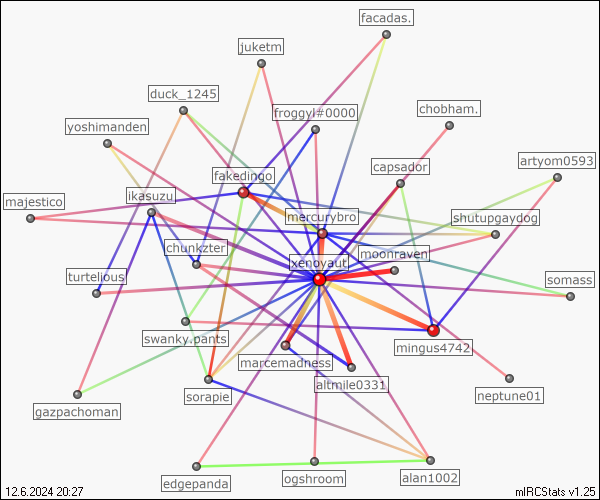 facadas.
juketm
duck_1245
froggyl#0000
chobham.
yoshimanden
artyom0593
capsador
fakedingo
majestico
ikasuzu.
mercurybro
shutupgaydog
chunkzter
moonraven
xenovaut
turtelious
somass
swanky.pants
mingus4742
marcemadness
altmile0331
sorapie
neptune01
gazpachoman
edgepanda
ogshroom
alan1002
12.6.2024 20:27
mIRCStats v1.25